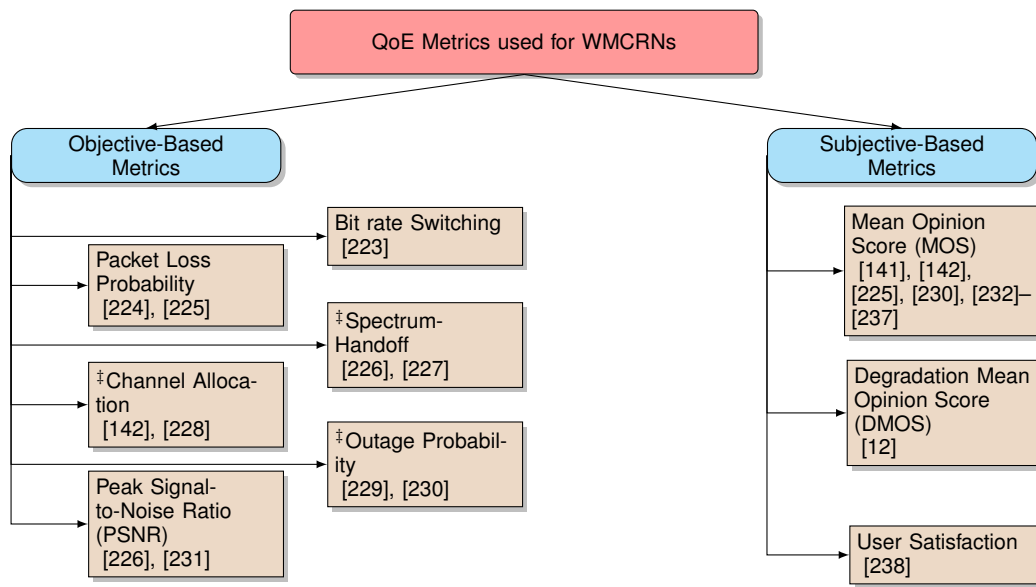 QoE Metrics used for WMCRNs
Objective-Based
Metrics
Bit rate Switching
[223]
Packet Loss
Probability
[224], [225]
‡Spectrum-
Handoff
[226], [227]
‡Channel Alloca-
tion
[142], [228]
‡Outage Probabil-
ity
[229], [230]
Peak Signal-
to-Noise Ratio
(PSNR)
[226], [231]
Subjective-Based
Metrics
Mean Opinion
Score (MOS)
[141], [142],
[225], [230], [232]–
[237]
Degradation Mean
Opinion Score
(DMOS)
[12]
User Satisfaction
[238]